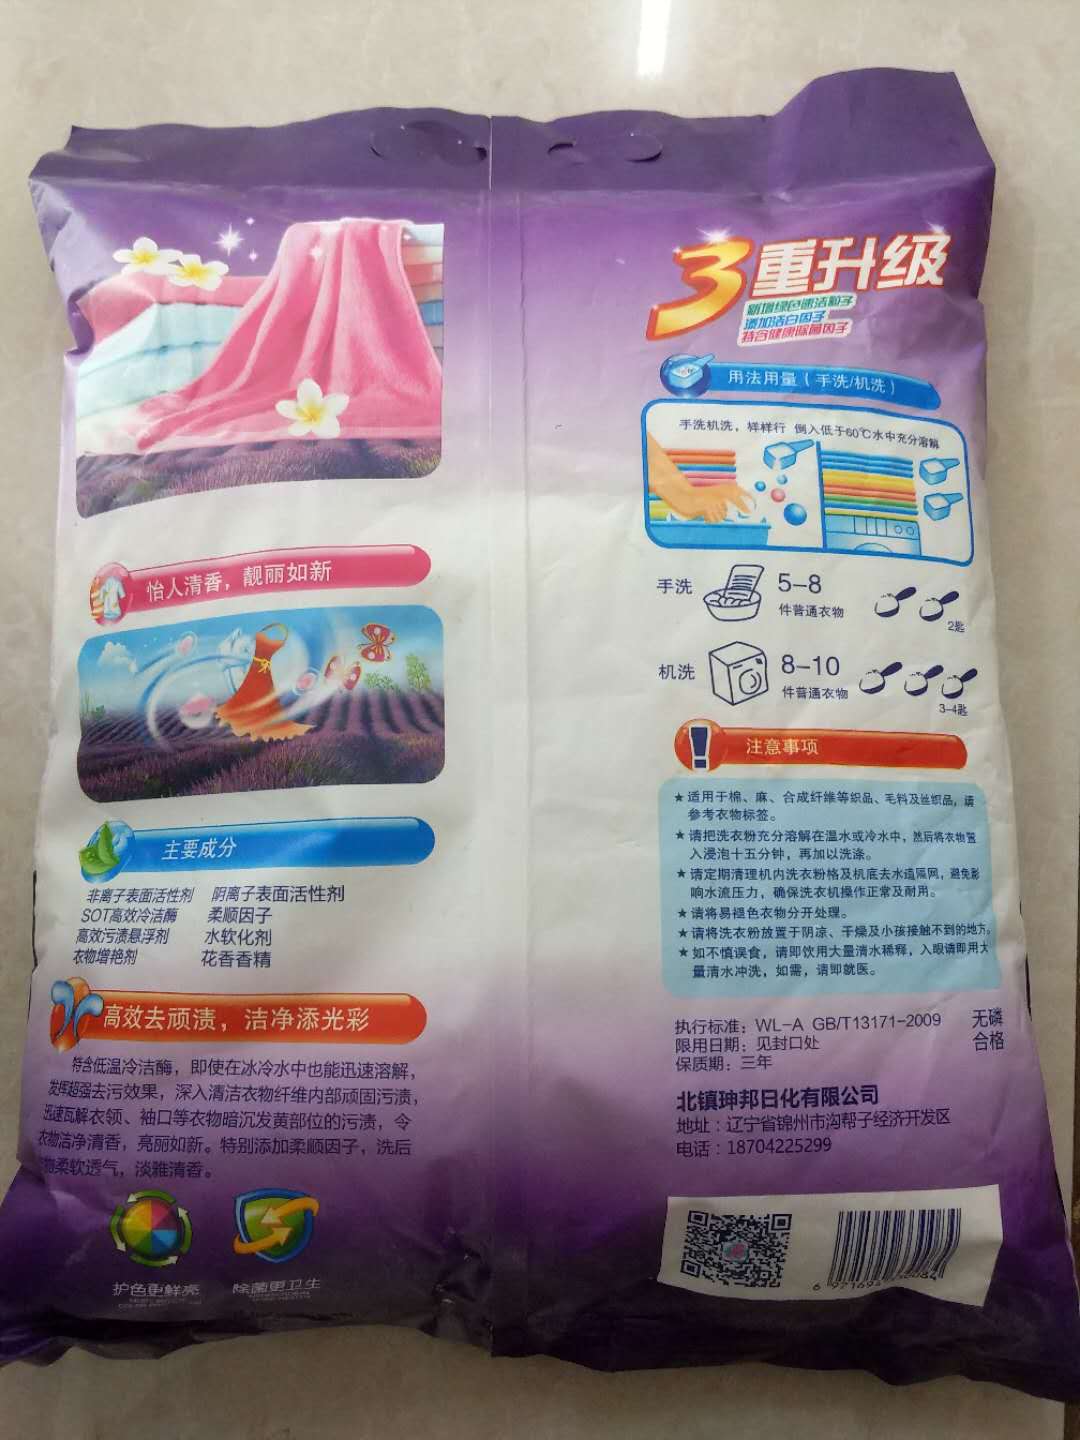 怡人清香，靓丽如新
主要成分
非离子表面活性剂 阴离子表面活性剂
SOT高效冷洁酶 柔顺因子
高效污渍悬浮剂 水软化剂
衣物增艳剂 花香香精
高效去顽渍，洁净添光彩
特含低温冷洁酶，即使在冰冷水中也能迅速溶解，
发挥超强去污效果，深入清洁衣物纤维内部顽固污渍，
迅速瓦解衣领、袖口等衣物暗沉发黄部位的污渍，令
衣物洁净清香，亮丽如新。特别添加柔顺因子，洗后
物柔软透气，淡雅清香。
护色更鲜亮
除菌更卫生
3重升级
新增绿色速洁粒子
添加洁白因子
特含健康除菌因子
用法用量（手洗/机洗）
手洗机洗，样样行 倒入低于60℃水中充分溶解
手洗 5-8
件普通衣物
2匙
机洗 8-10
件普通衣物
3-4匙
注意事项
★适用于棉、麻、合成纤维等织品、毛料及丝织品，请
参考衣物标签。
★请把洗衣粉充分溶解在温水或冷水中，然后将衣物置
入浸泡十五分钟，再加以洗涤。
★请定期清理机内洗衣粉格及机底去水道隔网，避免影
响水流压力，确保洗衣机操作正常及耐用。
★请将易褪色衣物分开处理。
★请将洗衣粉放置于阴凉、干燥及小孩接触不到的地方。
★如不慎误食，请即饮用大量清水稀释，入眼请即用大
量清水冲洗，如需，请即就医。
执行标准：WL-A GB/T13171-2009 无磷
限用日期：见封口处 合格
保质期：三年
北镇珅邦日化有限公司
地址：辽宁省锦州市沟帮子经济开发区
电话：18704225299